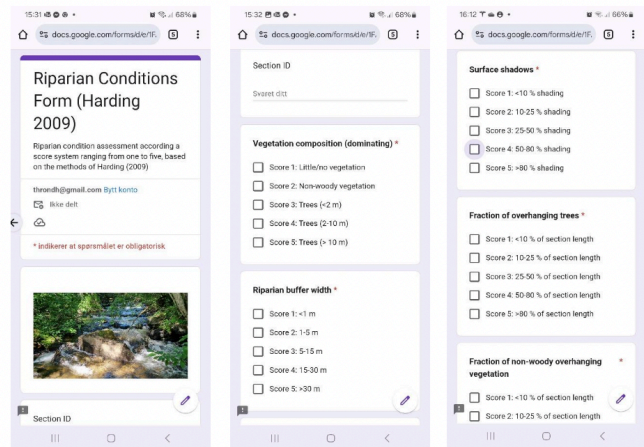 15:31
68%
docs.google.com/forms/d/e/1F.
5
Riparian Conditions
Form (Harding
2009)
Riparian condition assessment according a
score system ranging from one to five, based
on the methods of Harding (2009)
throndh@gmail.com Bytt konto
Ikke delt
* indikerer at spørsmålet er obligatorisk
Section ID
15:32
68%
docs.google.com/forms/d/e/1F.
5
Section ID
Svaret ditt
Vegetation composition (dominating) *
Score 1: Little/no vegetation
Score 2: Non-woody vegetation
Score 3: Trees (<2 m)
Score 4: Trees (2-10 m)
Score 5: Trees (> 10 m)
Riparian buffer width *
Score 1: <1 m
Score 2: 1-5 m
Score 3: 5-15 m
Score 4: 15-30 m
Score 5: >30 m
16:12
66%
docs.google.com/forms/d/e/1F.
6
Surface shadows *
Score 1: <10 % shading
Score 2: 10-25 % shading
Score 3: 25-50 % shading
Score 4: 50-80 % shading
Score 5: >80 % shading
Fraction of overhanging trees *
Score 1: <10 % of section length
Score 2: 10-25 % of section length
Score 3: 25-50 % of section length
Score 4: 50-80 % of section length
Score 5: >80 % of section length
Fraction of non-woody overhanging *
vegetation
Score 1: <10 % of section length
Score 2: 10-25 % of section length